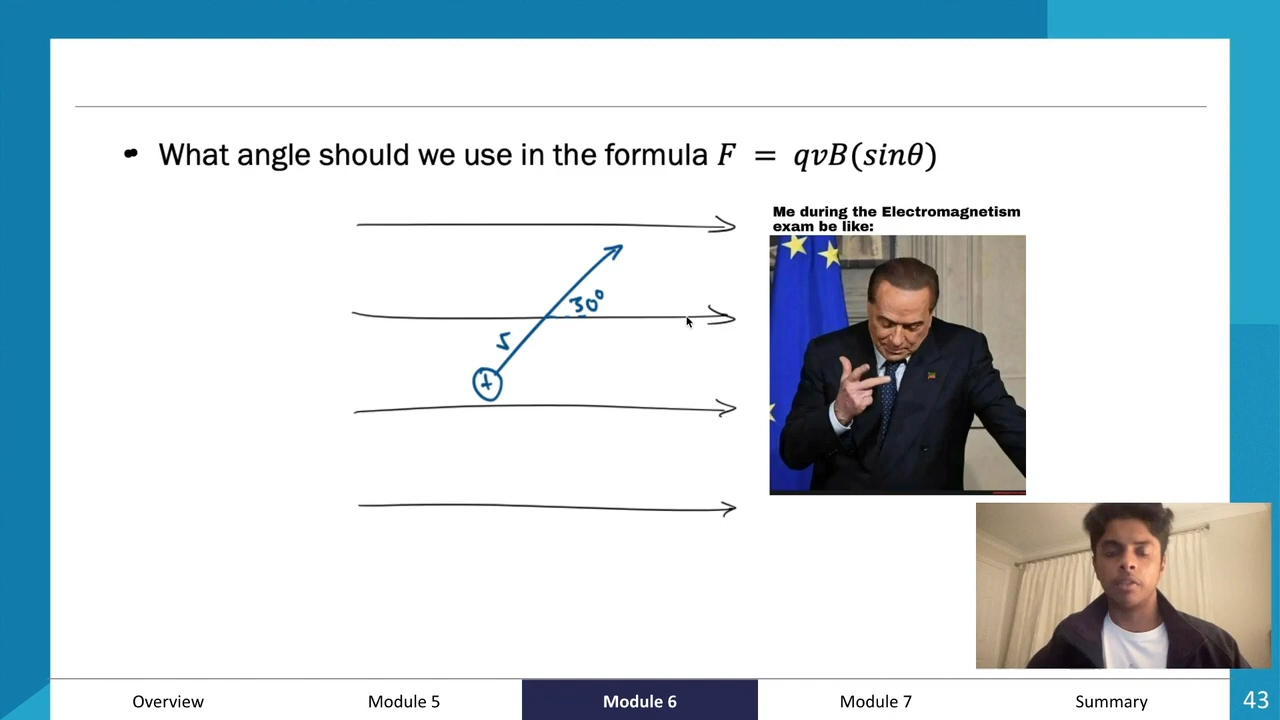 • What angle should we use in the formula F = qvB(sinθ)
Me during the Electromagnetism
exam be like:
30°
v
+
Overview Module 5 Module 6 Module 7 Summary 43